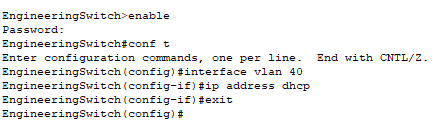 EngineeringSwitch>enable
Password:
EngineeringSwitch#conf t
Enter configuration commands, one per line.  End with CNTL/Z.
EngineeringSwitch(config)#interface vlan 40
EngineeringSwitch(config-if)#ip address dhcp
EngineeringSwitch(config-if)#exit
EngineeringSwitch(config)#